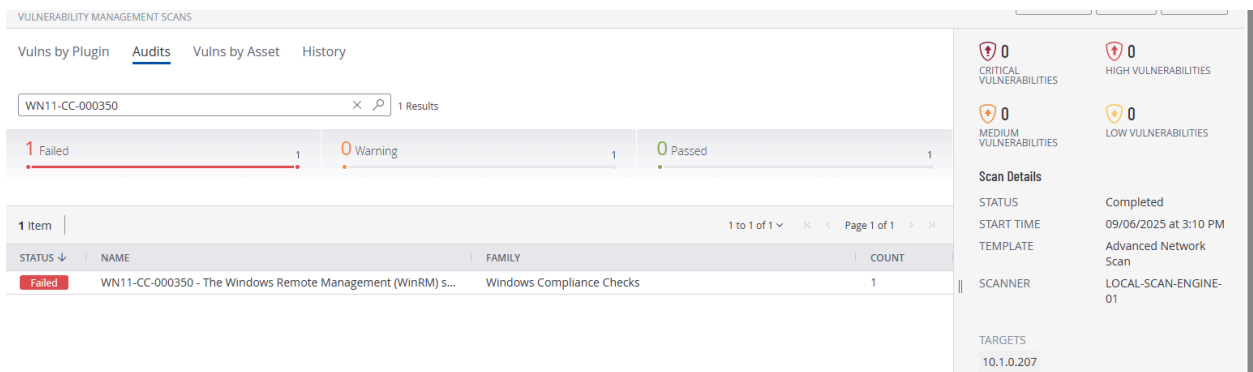 VULNERABILITY MANAGEMENT SCANS
Vulns by Plugin Audits Vulns by Asset History
WN11-CC-000350 1 Results
1 Failed 1 0 Warning 1 0 Passed 1
1 Item 1 to 1 of 1 Page 1 of 1
STATUS NAME FAMILY COUNT
Failed WN11-CC-000350 - The Windows Remote Management (WinRM) s... Windows Compliance Checks 1
0 0
CRITICAL VULNERABILITIES HIGH VULNERABILITIES
0 0
MEDIUM VULNERABILITIES LOW VULNERABILITIES
Scan Details
STATUS Completed
START TIME 09/06/2025 at 3:10 PM
TEMPLATE Advanced Network
Scan
SCANNER LOCAL-SCAN-ENGINE-
01
TARGETS
10.1.0.207